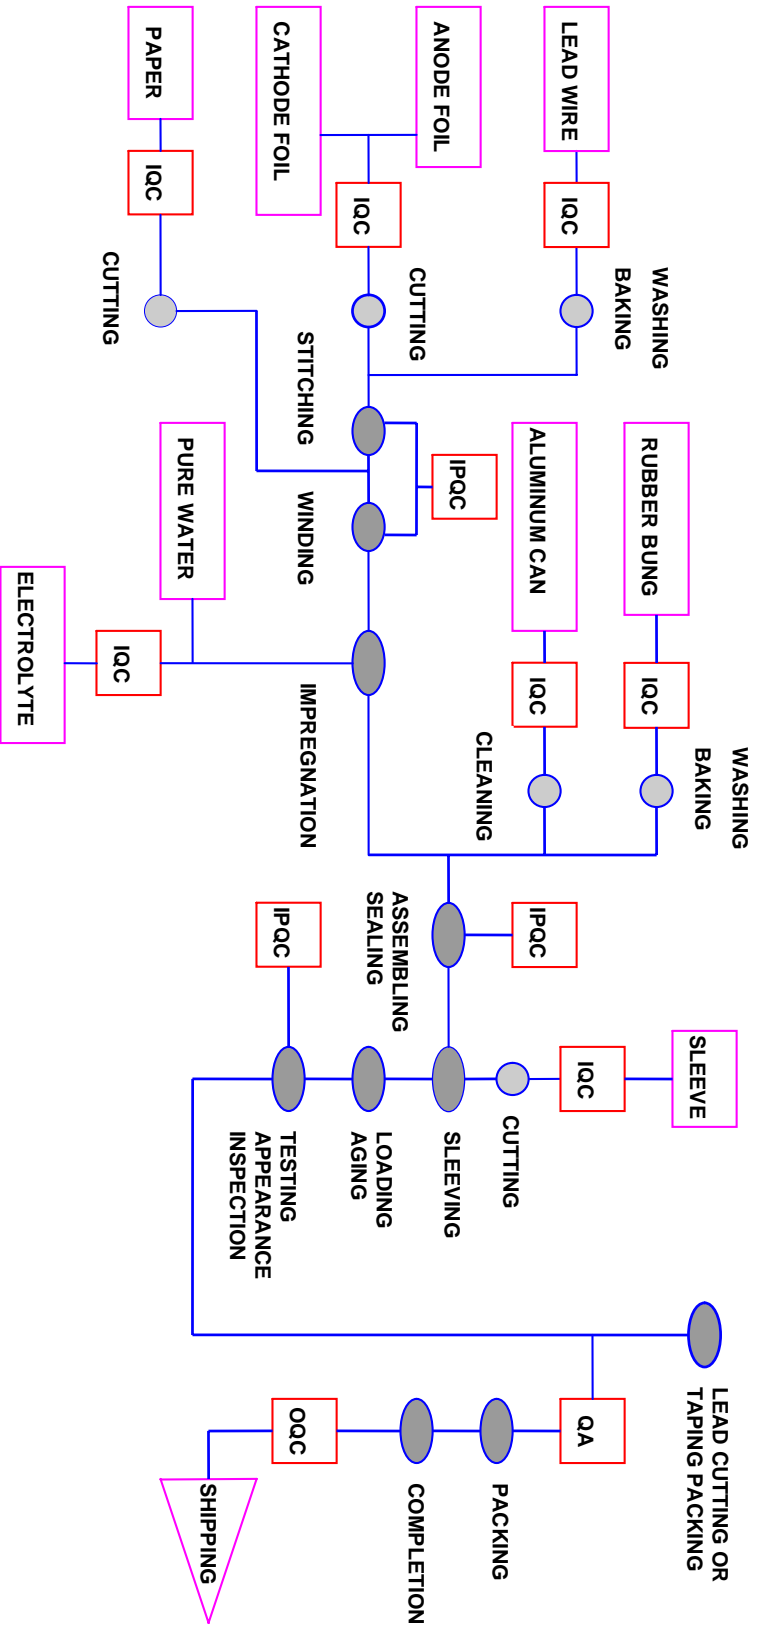 LEAD WIRE
IQC
WASHING
BAKING
ANODE FOIL
CATHODE FOIL
IQC
CUTTING
PAPER
IQC
CUTTING
STITCHING
IPQC
WINDING
PURE WATER
ELECTROLYTE
IQC
IMPREGNATION
RUBBER BUNG
IQC
WASHING
BAKING
ALUMINUM CAN
IQC
CLEANING
IPQC
ASSEMBLING
SEALING
SLEEVE
IQC
CUTTING
SLEEVING
LOADING
AGING
IPQC
TESTING
APPEARANCE
INSPECTION
LEAD CUTTING OR
TAPING PACKING
QA
PACKING
COMPLETION
OQC
SHIPPING